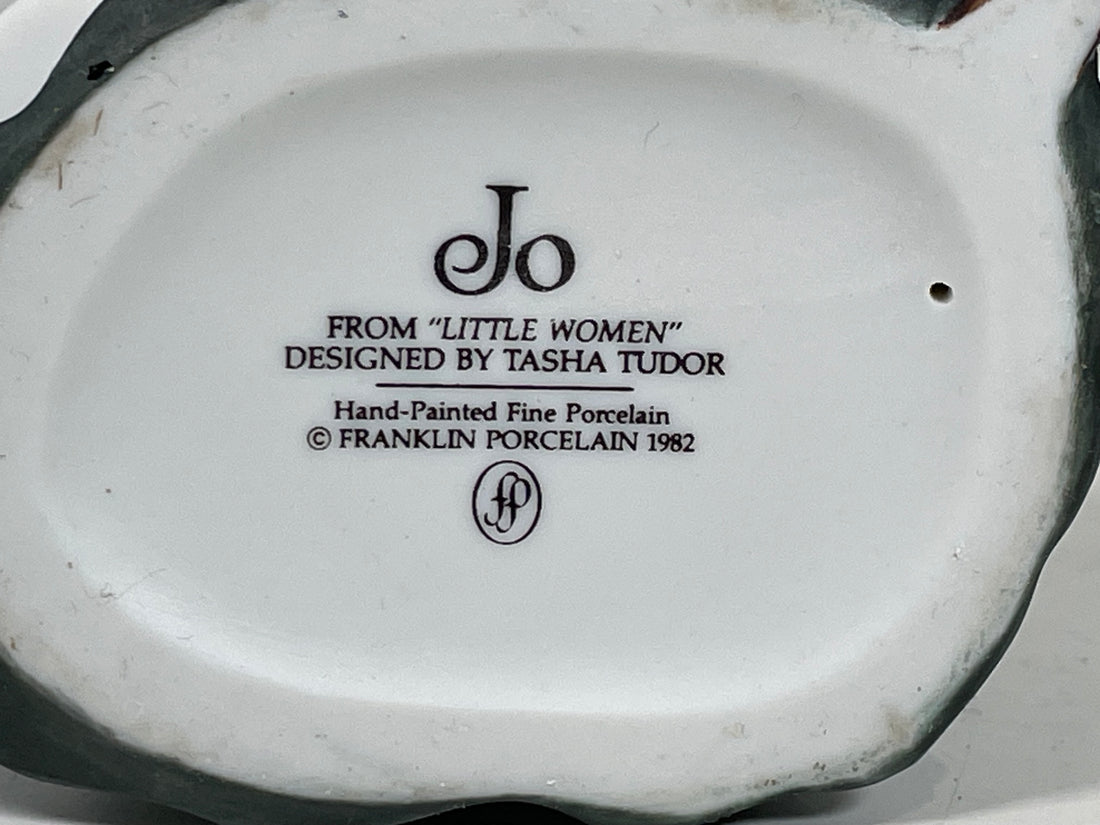 Jo
FROM "LITTLE WOMEN"
DESIGNED BY TASHA TUDOR
Hand-Painted Fine Porcelain
© FRANKLIN PORCELAIN 1982
fp